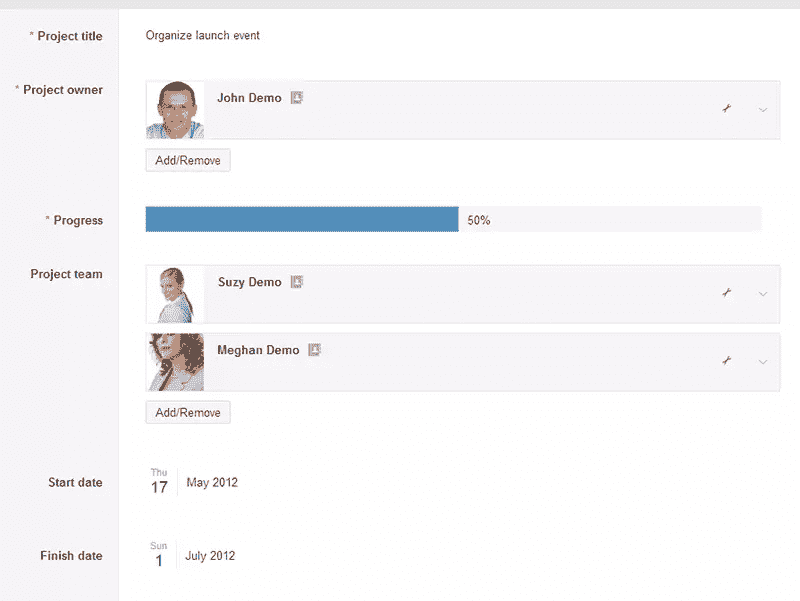 * Project title
Organize launch event
* Project owner
John Demo
Add/Remove
* Progress
50%
Project team
Suzy Demo
Meghan Demo
Add/Remove
Start date
Thu
17
May 2012
Finish date
Sun
1
July 2012